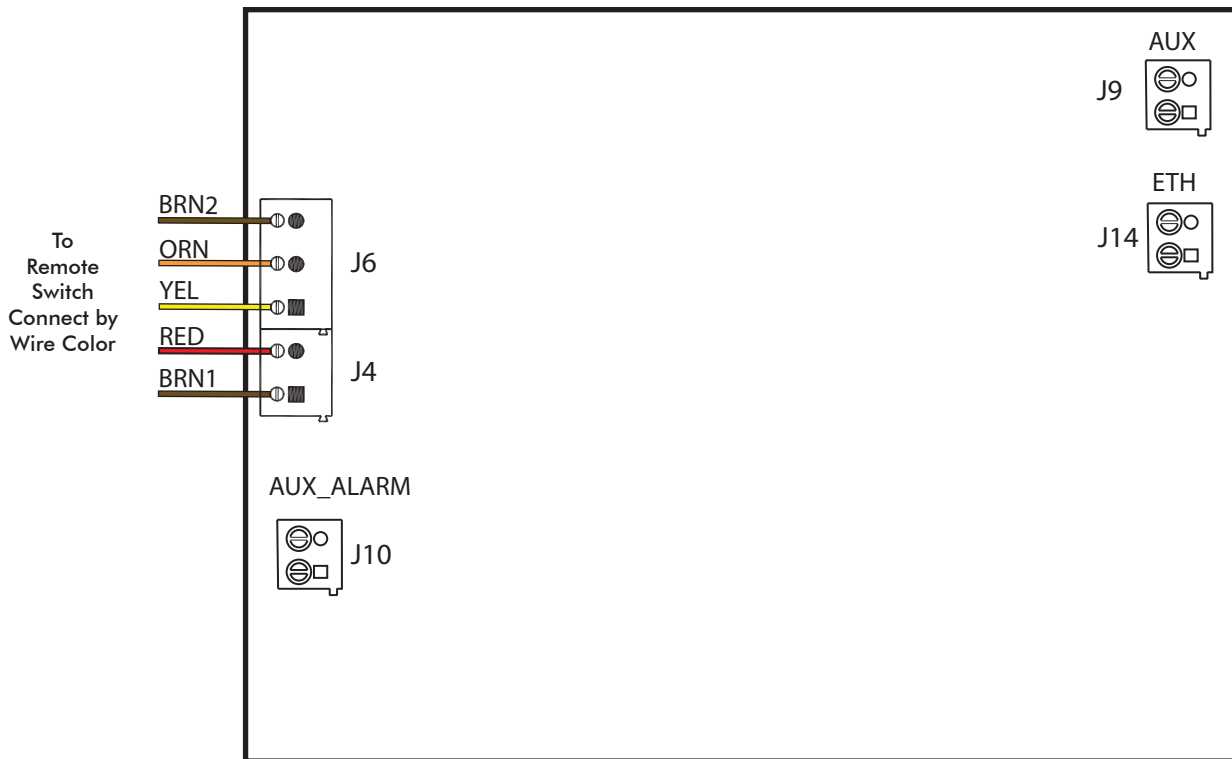 AUX
J9
ETH
J14
BRN2
ORN
YEL
RED
BRN1
To
Remote
Switch
Connect by
Wire Color
J6
J4
AUX_ALARM
J10